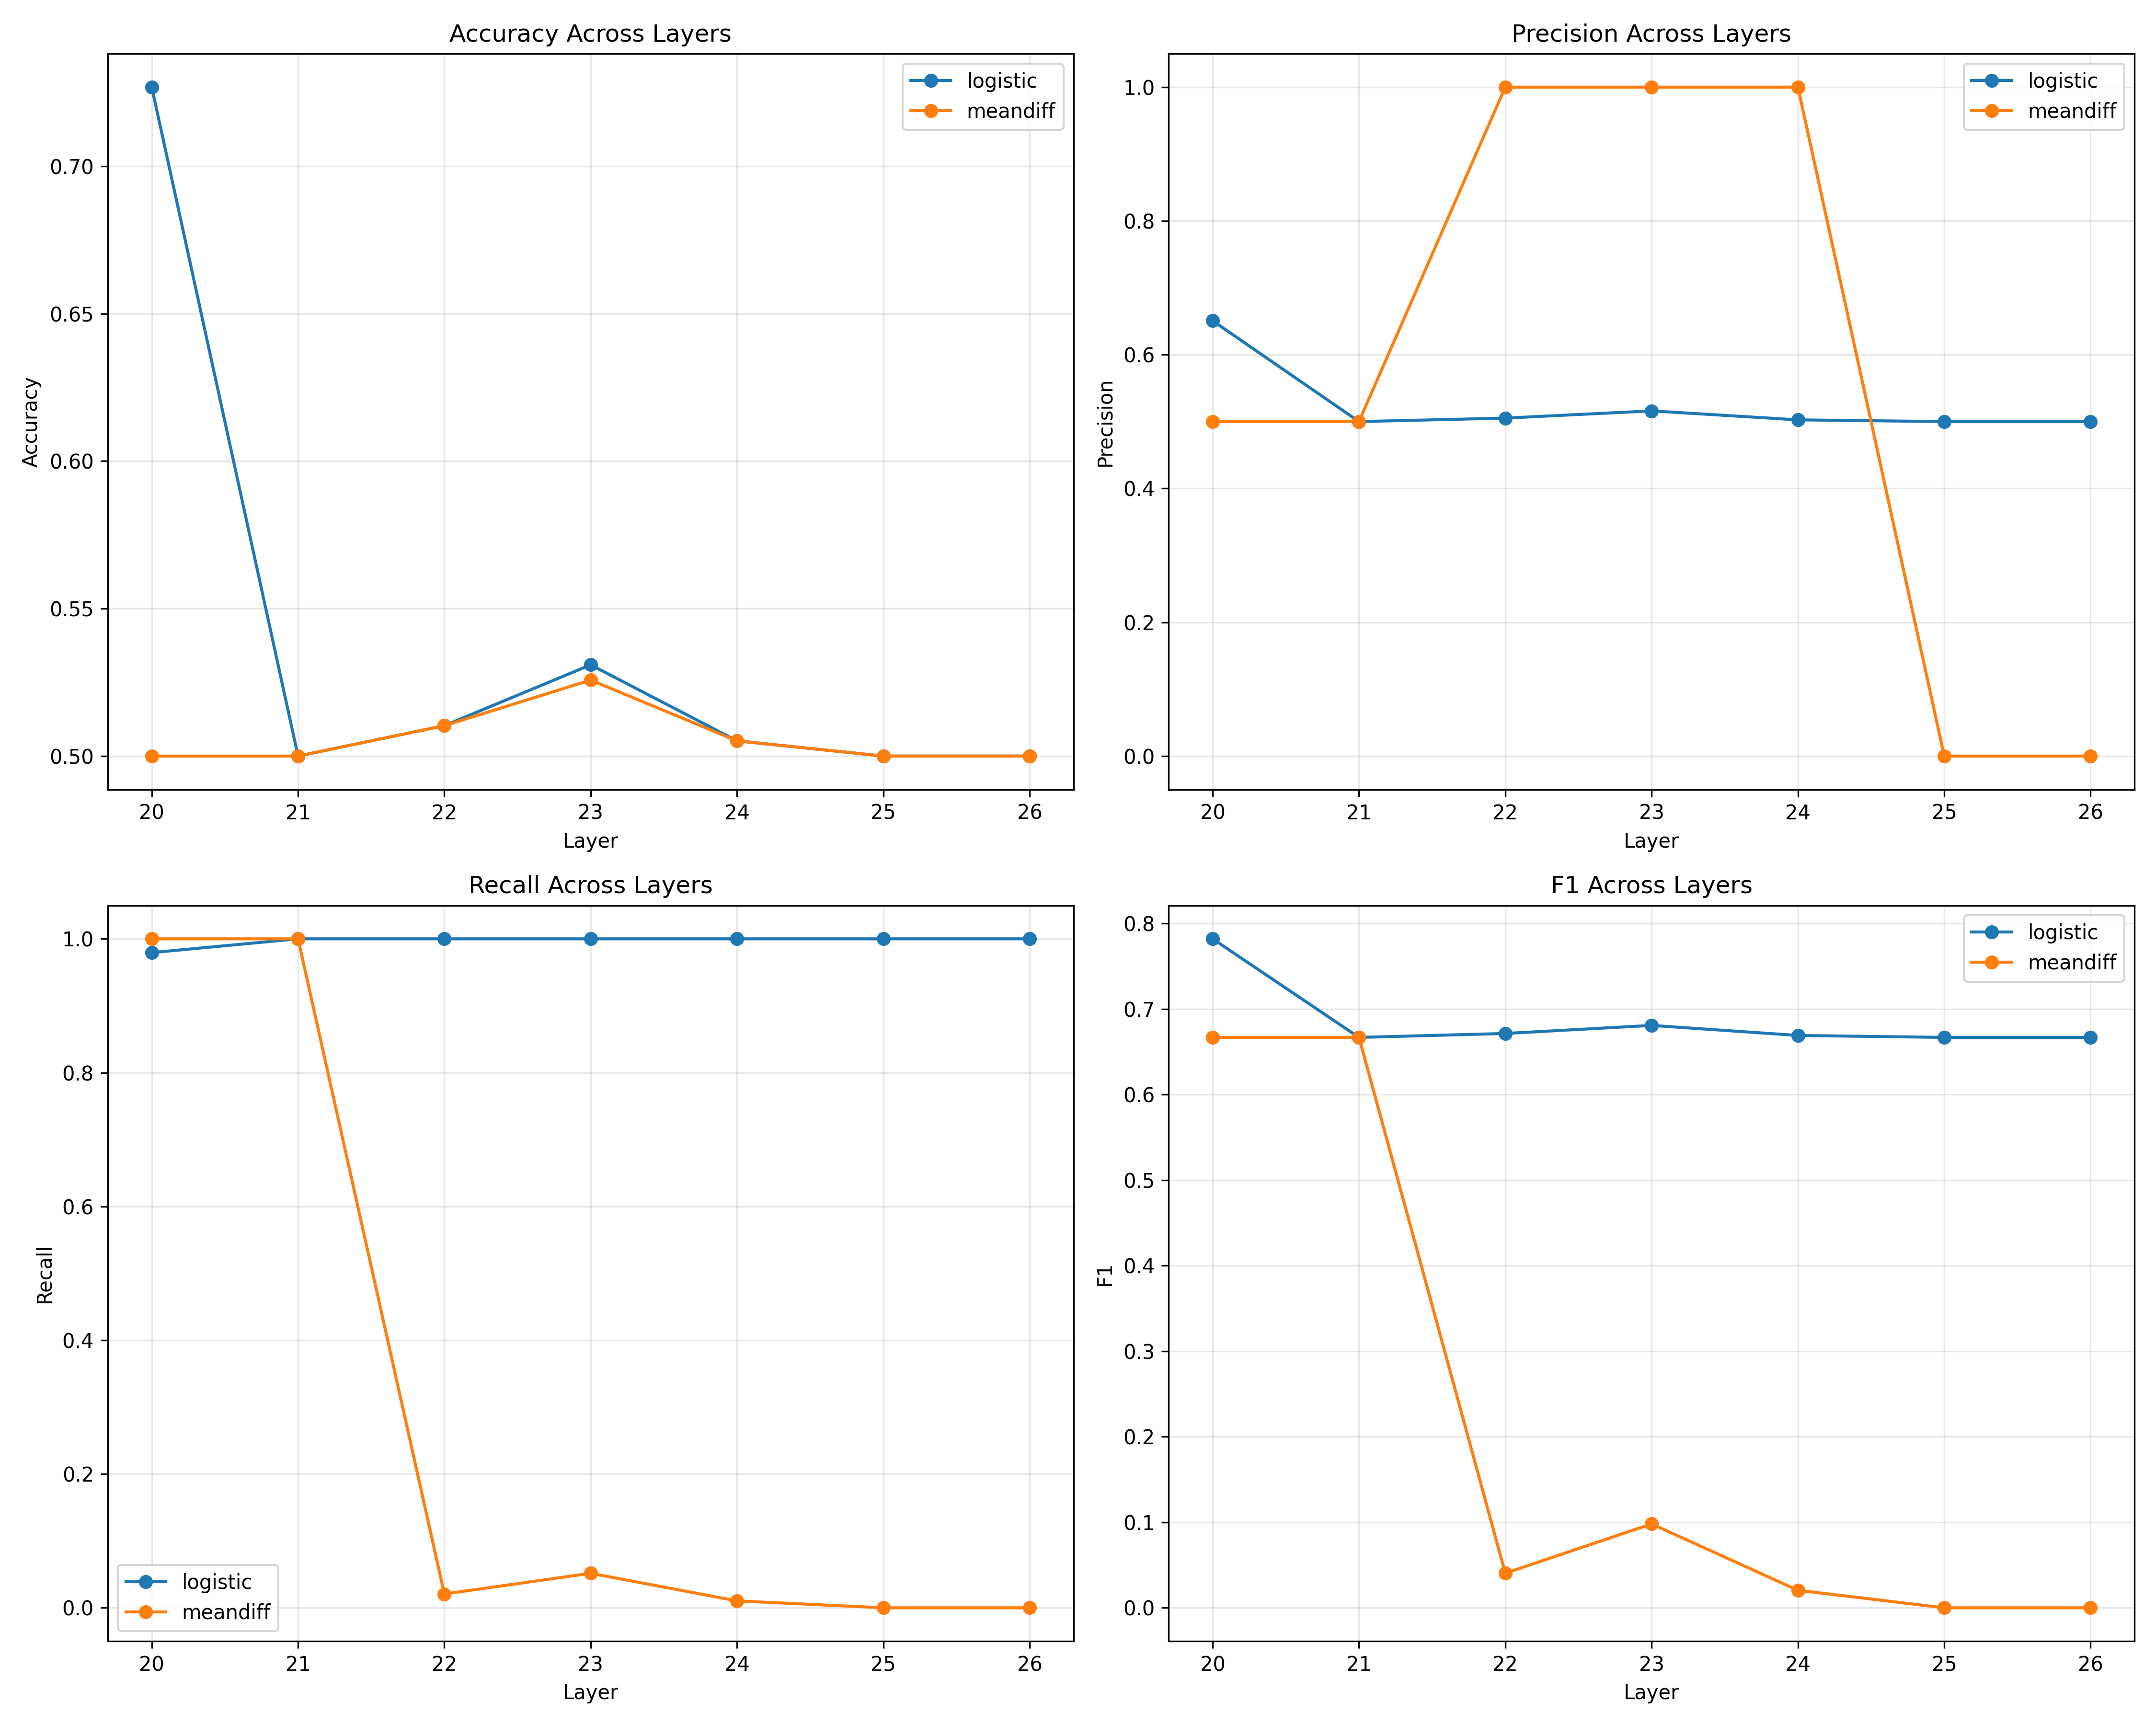 Accuracy Across Layers
Accuracy
0.70
0.65
0.60
0.55
0.50
20 21 22 23 24 25 26
Layer
logistic
meandiff
Precision Across Layers
Precision
1.0
0.8
0.6
0.4
0.2
0.0
20 21 22 23 24 25 26
Layer
logistic
meandiff
Recall Across Layers
Recall
1.0
0.8
0.6
0.4
0.2
0.0
logistic
meandiff
20 21 22 23 24 25 26
Layer
F1 Across Layers
F1
0.8
0.7
0.6
0.5
0.4
0.3
0.2
0.1
0.0
20 21 22 23 24 25 26
Layer
logistic
meandiff